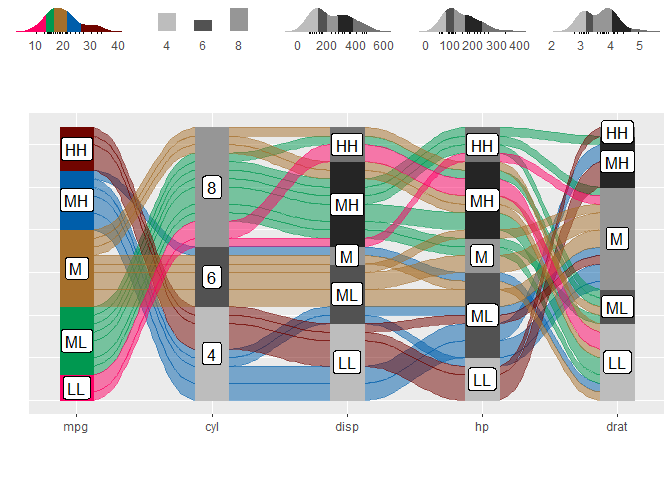 10 20 30 40
4 6 8
0 200 400 600
0 100 200 300 400
2 3 4 5
HH
MH
M
ML
LL
8
6
4
HH
MH
M
ML
LL
HH
MH
M
ML
LL
HH
MH
M
ML
LL
mpg cyl disp hp drat